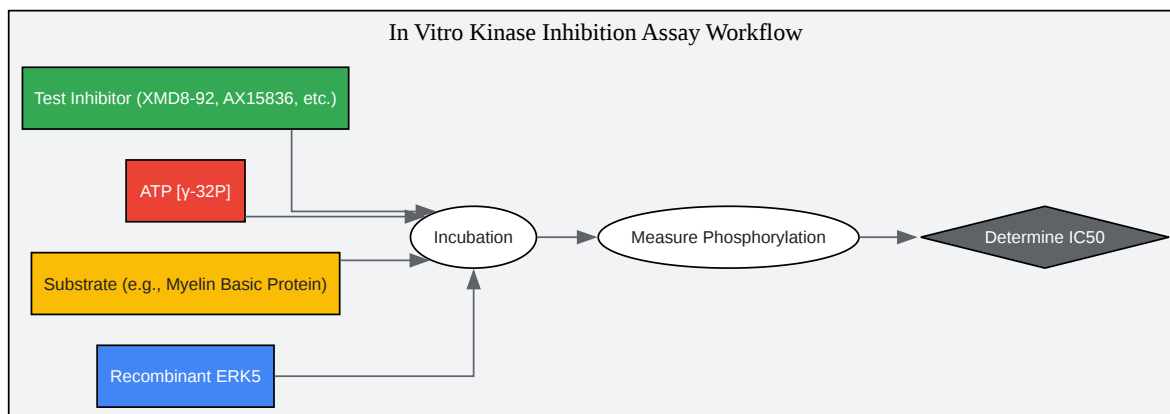 In Vitro Kinase Inhibition Assay Workflow
Test Inhibitor (XMD8-92, AX15836, etc.)
ATP [γ-32P]
Substrate (e.g., Myelin Basic Protein)
Recombinant ERK5
Incubation
Measure Phosphorylation
Determine IC50